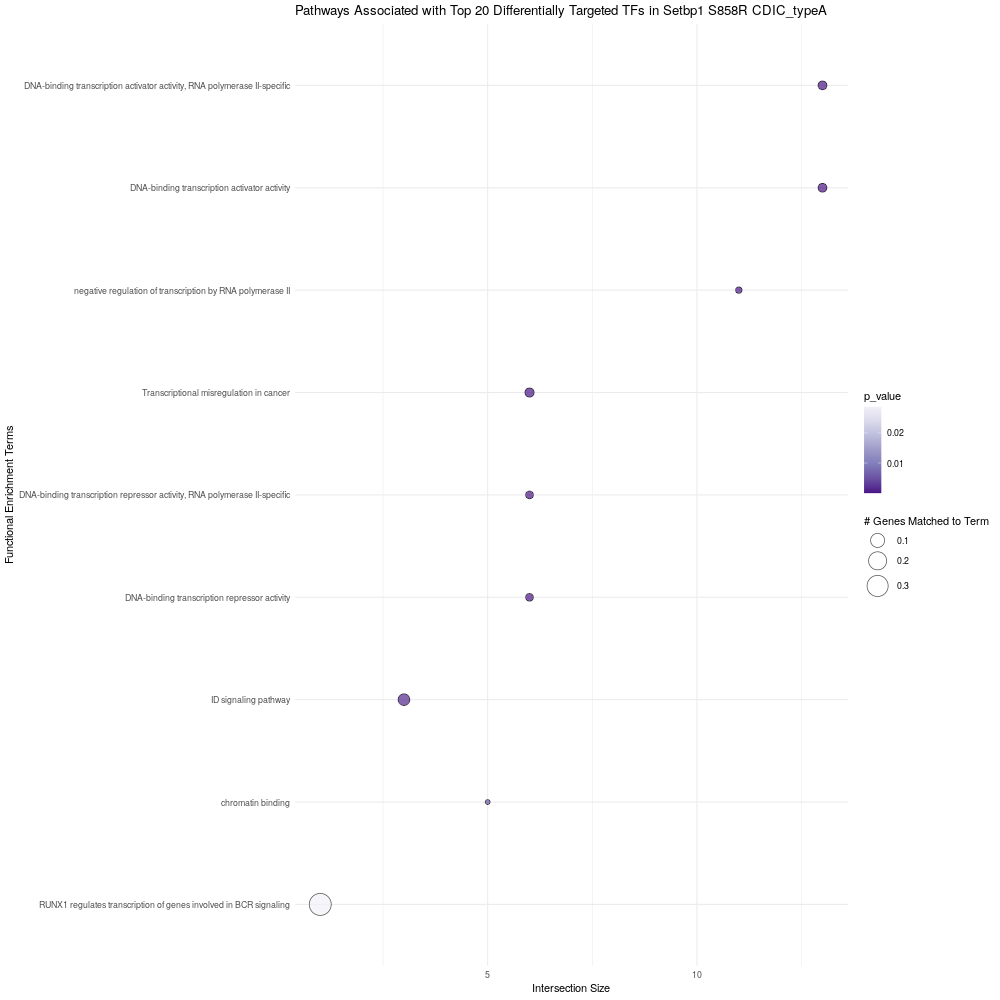 Pathways Associated with Top 20 Differentially Targeted TFs in Setbp1 S858R CDIC_typeA
Functional Enrichment Terms
DNA-binding transcription activator activity, RNA polymerase II-specific
DNA-binding transcription activator activity
negative regulation of transcription by RNA polymerase II
Transcriptional misregulation in cancer
DNA-binding transcription repressor activity, RNA polymerase II-specific
DNA-binding transcription repressor activity
ID signaling pathway
chromatin binding
RUNX1 regulates transcription of genes involved in BCR signaling
5
10
Intersection Size
p_value
0.02
0.01
# Genes Matched to Term
0.1
0.2
0.3